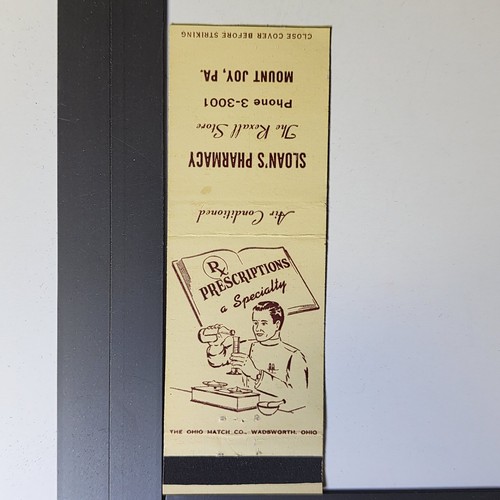 CLOSE COVER BEFORE STRIKING
MOUNT JOY, PA.
Phone 3-3001
The Rexall Store
SLOAN'S PHARMACY
Air Conditioned
Rx
PRESCRIPTIONS
a Specialty
THE OHIO MATCH CO., WADSWORTH, OHIO